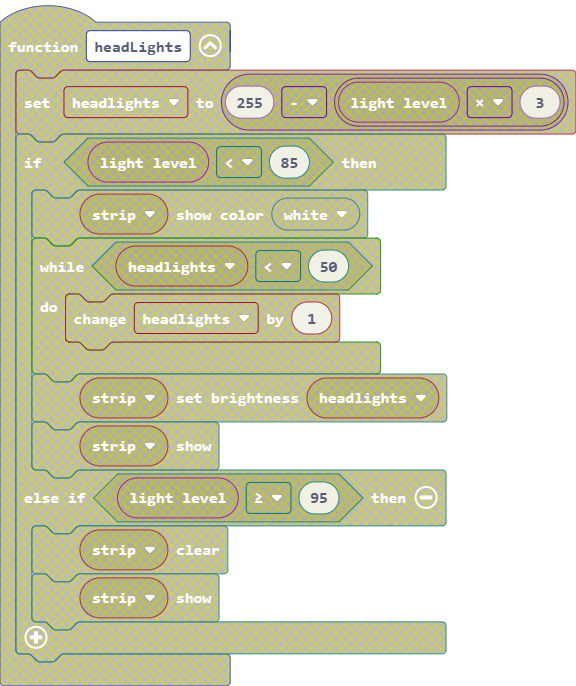 function headLights
set headlights to 255 - light level × 3
if light level < 85 then
strip show color white
while headlights < 50
do change headlights by 1
strip set brightness headlights
strip show
else if light level ≥ 95 then
strip clear
strip show